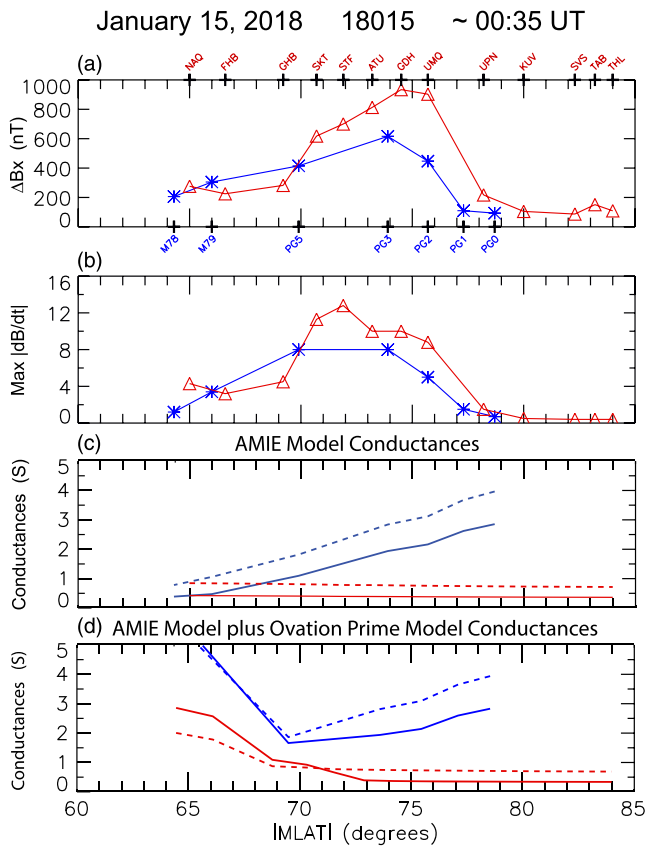 January 15, 2018 18015 ~ 00:35 UT
(a)
NAQ FHB GHB SKT STF ATU GDH UMQ UPN KUV SVS TAB THL
1000
800
600
400
200
0
ΔBx (nT)
M78 M79 PG5 PG3 PG2 PG1 PG0
(b)
16
12
8
4
0
Max |dB/dt|
(c) AMIE Model Conductances
5
4
3
2
1
0
Conductances (S)
(d) AMIE Model plus Ovation Prime Model Conductances
5
4
3
2
1
0
Conductances (S)
60 65 70 75 80 85
|MLAT| (degrees)